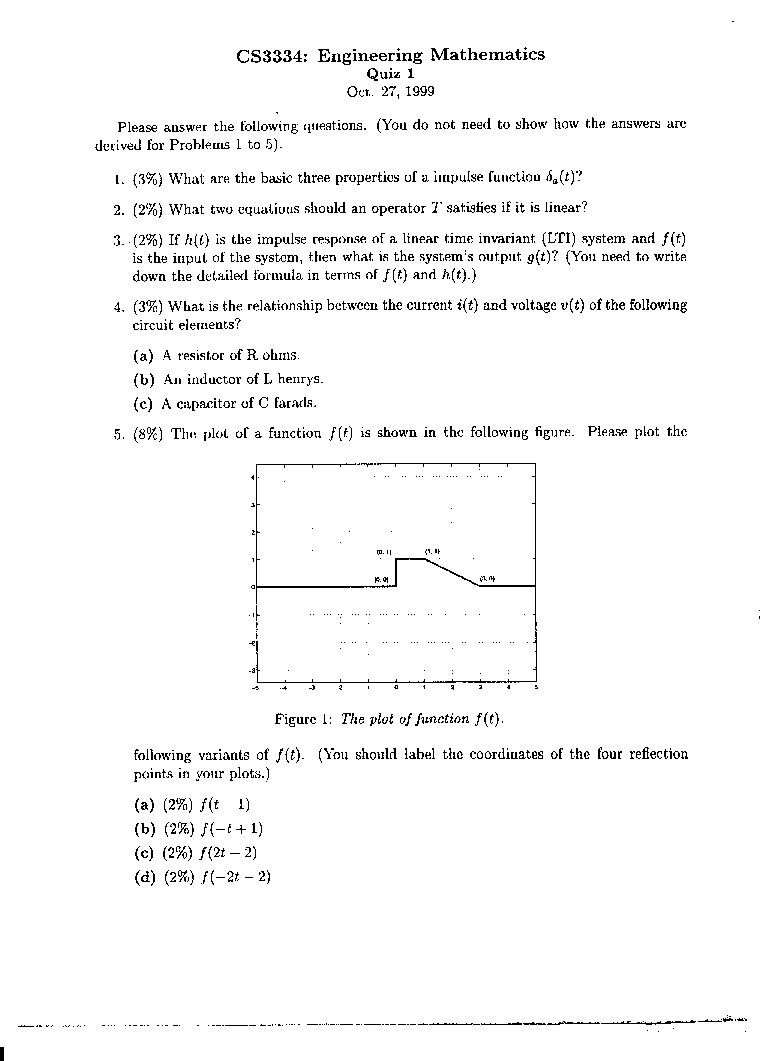 CS3334: Engineering Mathematics
Quiz 1
Oct. 27, 1999
Please answer the following questions. (You do not need to show how the answers are
derived for Problems 1 to 5).
1. (3%) What are the basic three properties of a impulse function δₐ(t)?
2. (2%) What two equations should an operator T satisfies if it is linear?
3. (2%) If h(t) is the impulse response of a linear time invariant (LTI) system and f(t)
is the input of the system, then what is the system's output g(t)? (You need to write
down the detailed formula in terms of f(t) and h(t).)
4. (3%) What is the relationship between the current i(t) and voltage v(t) of the following
circuit elements?
(a) A resistor of R ohms.
(b) An inductor of L henrys.
(c) A capacitor of C farads.
5. (8%) The plot of a function f(t) is shown in the following figure. Please plot the
4
3
2
(0, 1) (1, 1)
1
(0, 0) (3, 0)
0
-1
-2
-3
-5 -4 -3 2 1 0 1 2 3 4 5
Figure 1: The plot of function f(t).
following variants of f(t). (You should label the coordinates of the four reflection
points in your plots.)
(a) (2%) f(t 1)
(b) (2%) f(−t + 1)
(c) (2%) f(2t − 2)
(d) (2%) f(−2t − 2)